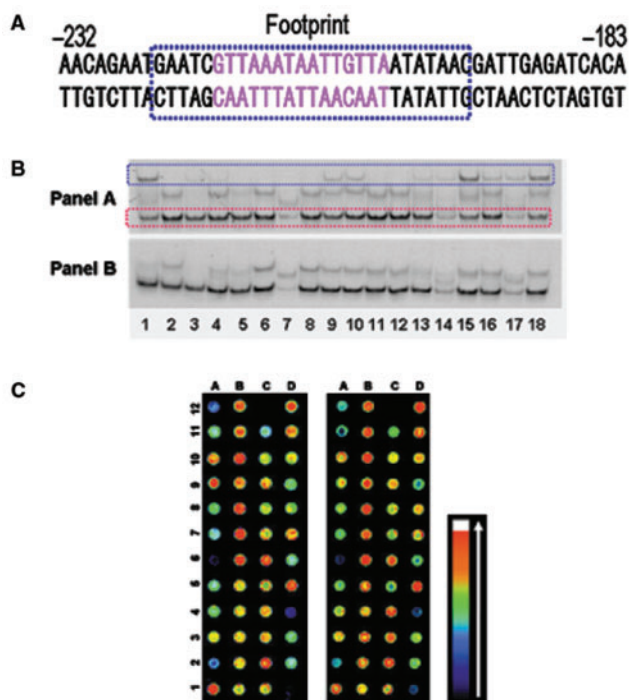 A
Footprint
−232 −183
AACAGAATGAATCGTTAAATAATTGTTAATATAACGATTGAGATCACA
TTGTCTTACTTAGCAATTTATTAACAATTATATTGCTAACTCTAGTGT
B
Panel A
Panel B
1 2 3 4 5 6 7 8 9 10 11 12 13 14 15 16 17 18
C
A B C D A B C D
12
11
10
9
8
7
6
5
4
3
2
1